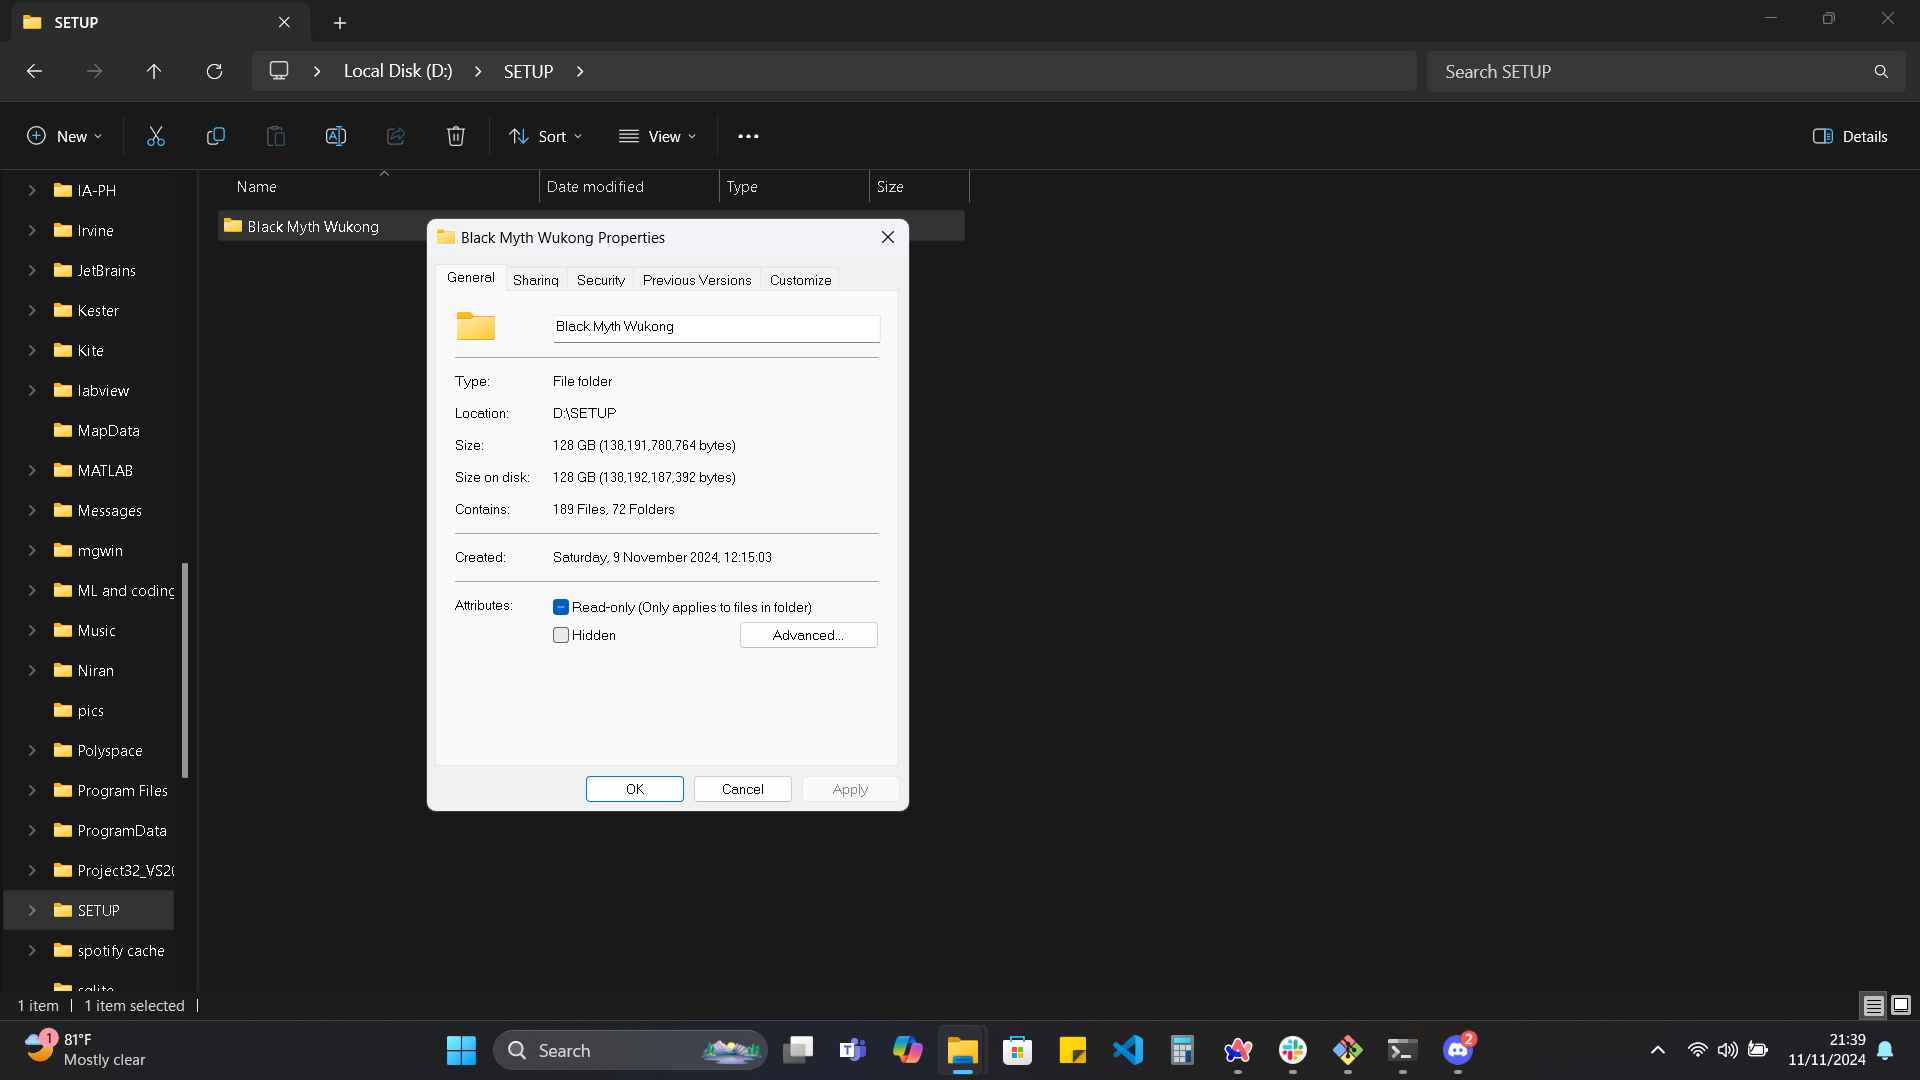 SETUP
Local Disk (D:)
SETUP
Search SETUP
New
Sort
View
Details
IA-PH
Irvine
JetBrains
Kester
Kite
labview
MapData
MATLAB
Messages
mgwin
ML and coding
Music
Niran
pics
Polyspace
Program Files
ProgramData
Project32_VS20
SETUP
spotify cache
sqlite
Name
Date modified
Type
Size
Black Myth Wukong
Black Myth Wukong Properties
General
Sharing
Security
Previous Versions
Customize
Black Myth Wukong
Type: File folder
Location: D:\SETUP
Size: 128 GB (138,191,780,764 bytes)
Size on disk: 128 GB (138,192,187,392 bytes)
Contains: 189 Files, 72 Folders
Created: Saturday, 9 November 2024, 12:15:03
Attributes: Read-only (Only applies to files in folder)
Hidden
Advanced...
OK
Cancel
Apply
1 item
1 item selected
1
81°F
Mostly clear
Search
2
21:39
11/11/2024